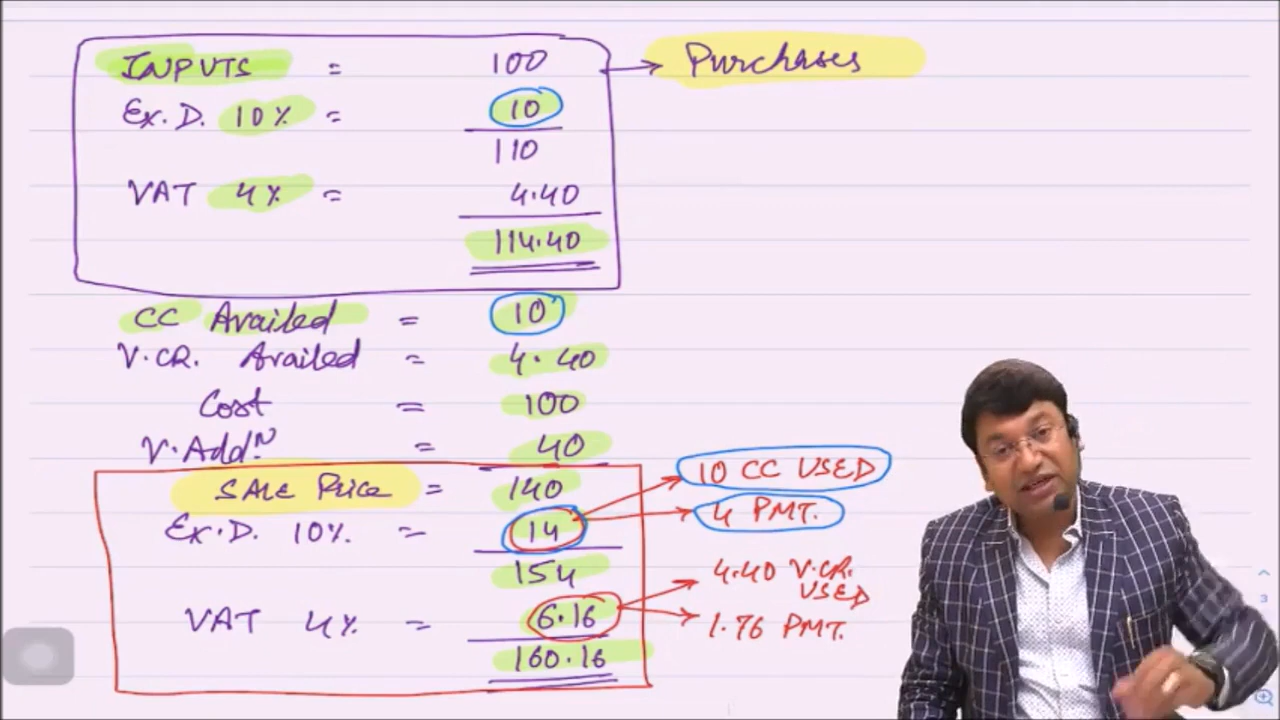 INPUTS = 100 → Purchases
Ex.D. 10% = 10
110
VAT 4% = 4.40
114.40
CC Availed = 10
V.CR. Availed = 4.40
Cost = 100
V.Addⁿ = 40
SALE Price = 140
Ex.D. 10% = 14
154
VAT 4% = 6.16
160.16
10 CC USED
4 PMT.
4.40 V.CR.
USED
1.76 PMT.
3